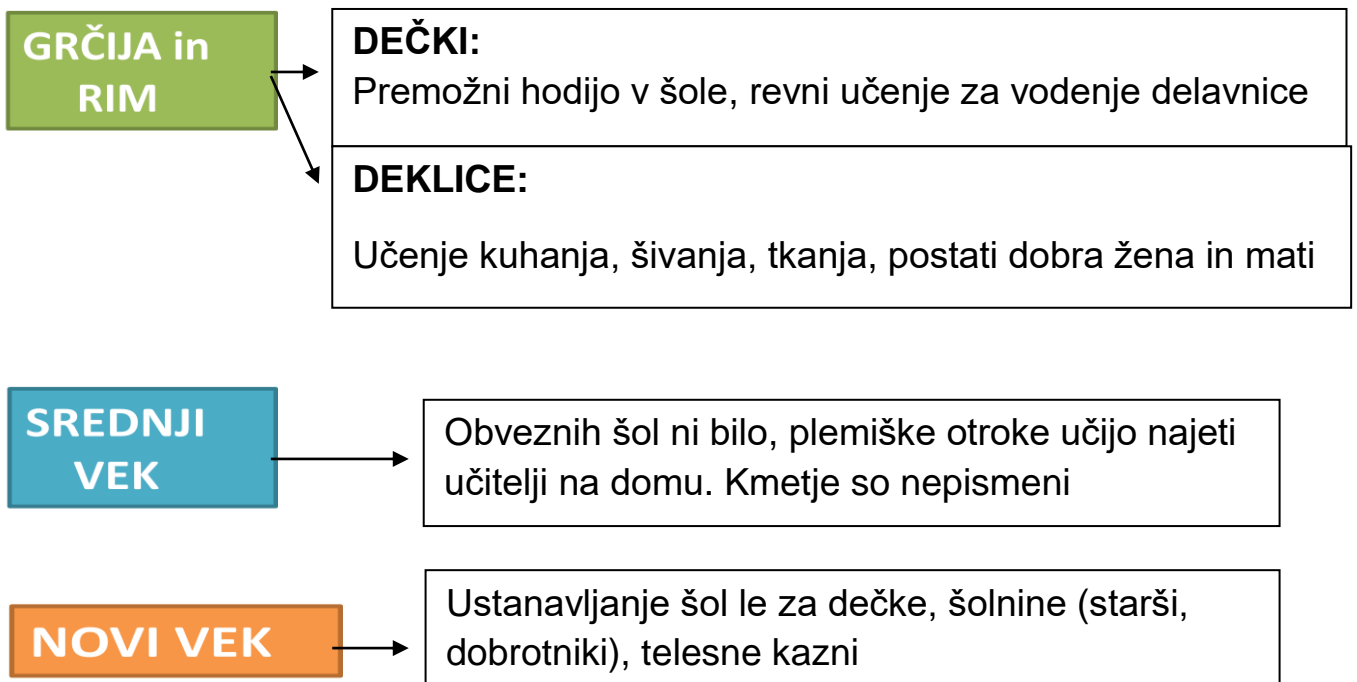 GRČIJA in
RIM
DEČKI:
Premožni hodijo v šole, revni učenje za vodenje delavnice
DEKLICE:
Učenje kuhanja, šivanja, tkanja, postati dobra žena in mati
SREDNJI
VEK
Obveznih šol ni bilo, plemiške otroke učijo najeti
učitelji na domu. Kmetje so nepismeni
NOVI VEK
Ustanavljanje šol le za dečke, šolnine (starši,
dobrotniki), telesne kazni